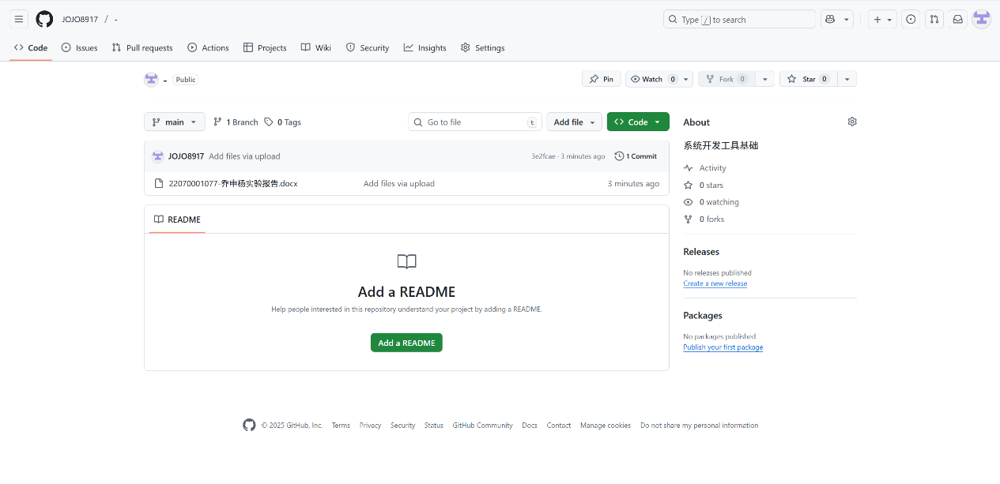 JOJO8917 / -
Type / to search
Code Issues Pull requests Actions Projects Wiki Security Insights Settings
- Public
Pin Watch 0 Fork 0 Star 0
main 1 Branch 0 Tags Go to file t Add file Code
JOJO8917 Add files via upload 3e2fcae · 3 minutes ago 1 Commit
22070001077-乔申杨实验报告.docx Add files via upload 3 minutes ago
README
Add a README
Help people interested in this repository understand your project by adding a README.
Add a README
About
系统开发工具基础
Activity
0 stars
0 watching
0 forks
Releases
No releases published
Create a new release
Packages
No packages published
Publish your first package
© 2025 GitHub, Inc. Terms Privacy Security Status GitHub Community Docs Contact Manage cookies Do not share my personal information